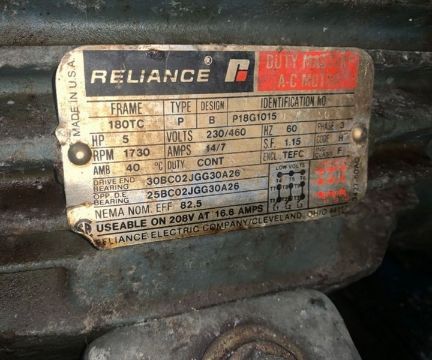 MADE IN U.S.A.
RELIANCE ®
DUTY MASTER
A-C MOTOR
FRAME TYPE DESIGN IDENTIFICATION NO.
180TC P B P18G1015
HP 5 VOLTS 230/460 HZ 60 PHASE 3
RPM 1730 AMPS 14/7 S.F. 1.15 CODE H
AMB 40 °C DUTY CONT ENCL. TEFC F
DRIVE END BEARING 30BC02JGG30A26
OPP. D.E. BEARING 25BC02JGG30A26
LOW VOLTS
NEMA NOM. EFF 82.5
USEABLE ON 208V AT 16.6 AMPS
RELIANCE ELECTRIC COMPANY/CLEVELAND, OHIO